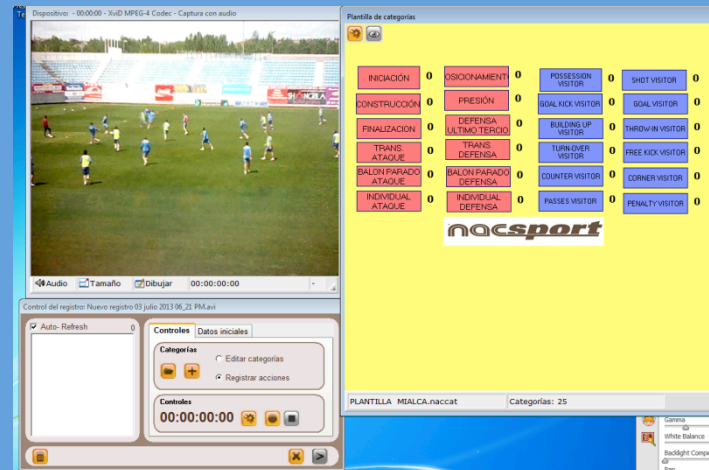 Dispositivo: - 00:00:00 - XviD MPEG-4 Codec - Captura con audio
Audio Tamaño Dibujar 00:00:00:00 -
Plantilla de categorías
INICIACIÓN 0 OSICIONAMIENT 0 POSSESSION VISITOR 0 SHOT VISITOR 0
CONSTRUCCIÓN 0 PRESIÓN 0 GOAL KICK VISITOR 0 GOAL VISITOR 0
FINALIZACION 0 DEFENSA ULTIMO TERCIO 0 BUILDING UP VISITOR 0 THROW-IN VISITOR 0
TRANS. ATAQUE 0 TRANS. DEFENSA 0 TURN OVER VISITOR 0 FREE KICK VISITOR 0
BALON PARADO ATAQUE 0 BALON PARADO DEFENSA 0 COUNTER VISITOR 0 CORNER VISITOR 0
INDIVIDUAL ATAQUE 0 INDIVIDUAL DEFENSA 0 PASSES VISITOR 0 PENALTY VISITOR 0
nacsport
PLANTILLA MIALCA.naccat Categorías: 25
Control del registro: Nuevo registro 03 julio 2013 06_21 PM.avi
Auto- Refresh 0
Controles Datos iniciales
Categorías
Editar categorías
Registrar acciones
Controles
00:00:00:00
Gamma
White Balance
Backlight Compe